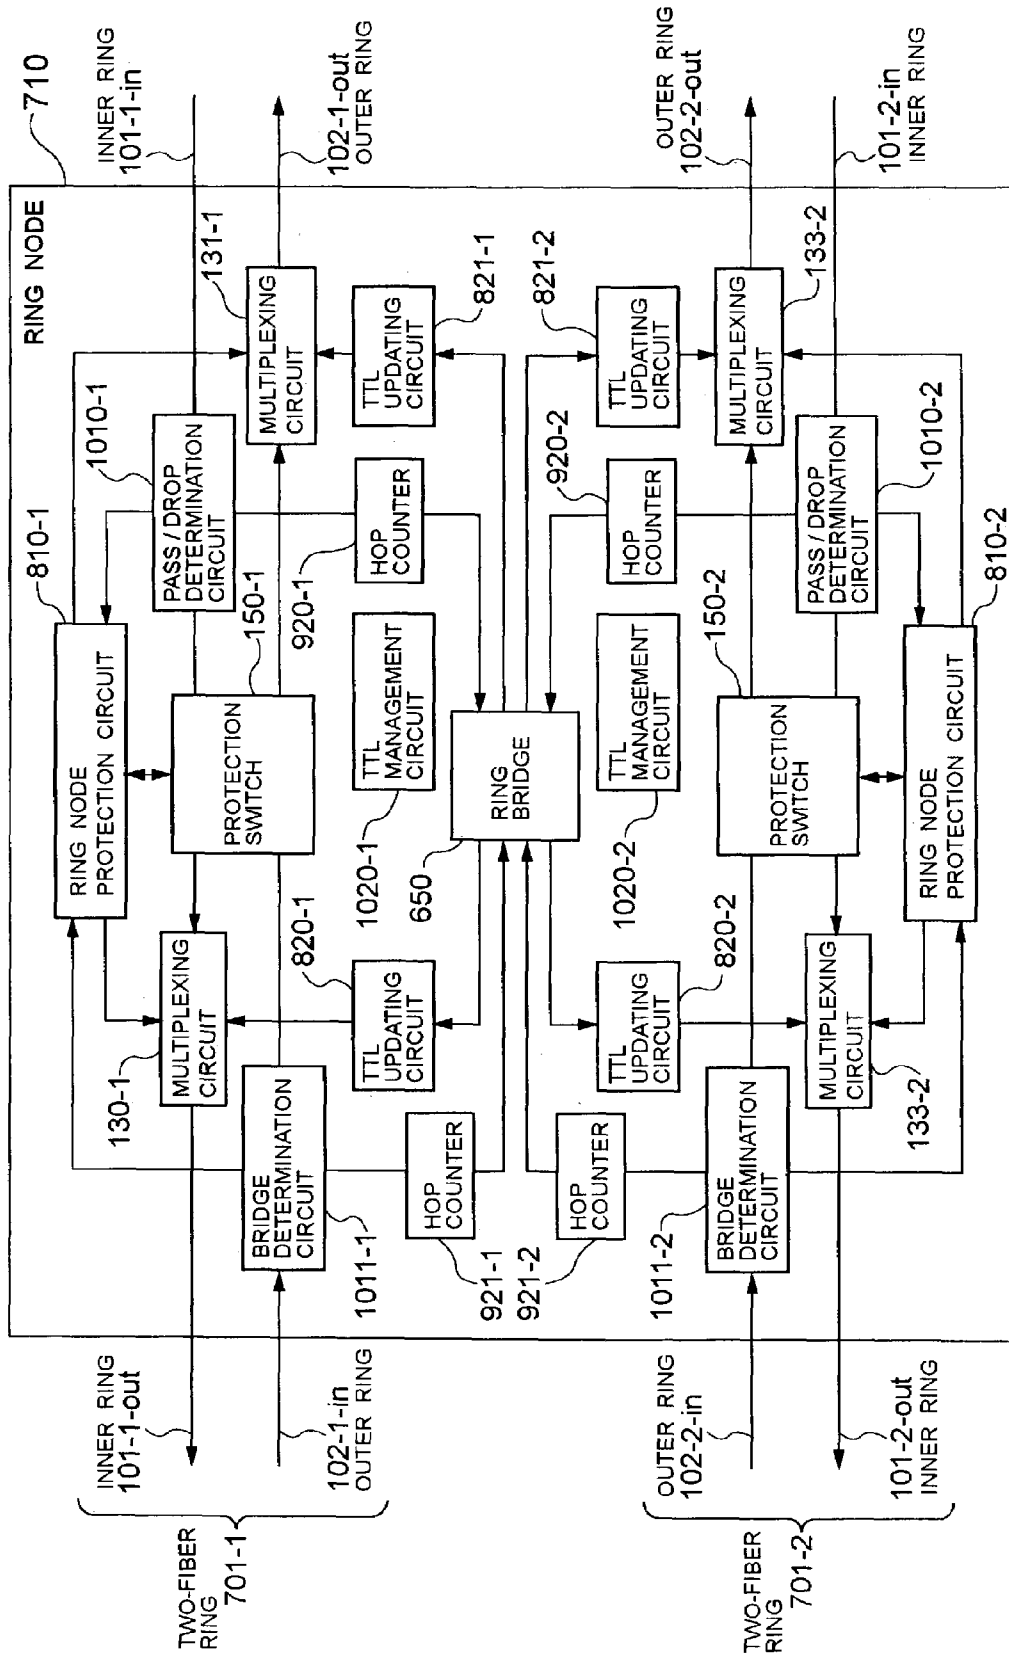 RING NODE
710
INNER RING
101-1-in
102-1-out
OUTER RING
OUTER RING
102-2-out
101-2-in
INNER RING
131-1
MULTIPLEXING
CIRCUIT
TTL
UPDATING
CIRCUIT
821-1
821-2
TTL
UPDATING
CIRCUIT
MULTIPLEXING
CIRCUIT
133-2
1010-1
PASS / DROP
DETERMINATION
CIRCUIT
920-1
HOP
COUNTER
920-2
HOP
COUNTER
PASS / DROP
DETERMINATION
CIRCUIT
1010-2
810-1
RING NODE
PROTECTION CIRCUIT
150-1
PROTECTION
SWITCH
TTL
MANAGEMENT
CIRCUIT
1020-1
RING
BRIDGE
650
TTL
MANAGEMENT
CIRCUIT
1020-2
150-2
PROTECTION
SWITCH
RING NODE
PROTECTION CIRCUIT
810-2
130-1
MULTIPLEXING
CIRCUIT
820-1
TTL
UPDATING
CIRCUIT
TTL
UPDATING
CIRCUIT
820-2
MULTIPLEXING
CIRCUIT
133-2
BRIDGE
DETERMINATION
CIRCUIT
1011-1
HOP
COUNTER
921-1
HOP
COUNTER
921-2
BRIDGE
DETERMINATION
CIRCUIT
1011-2
INNER RING
101-1-out
102-1-in
OUTER RING
OUTER RING
102-2-in
101-2-out
INNER RING
TWO-FIBER
RING
701-1
TWO-FIBER
RING
701-2